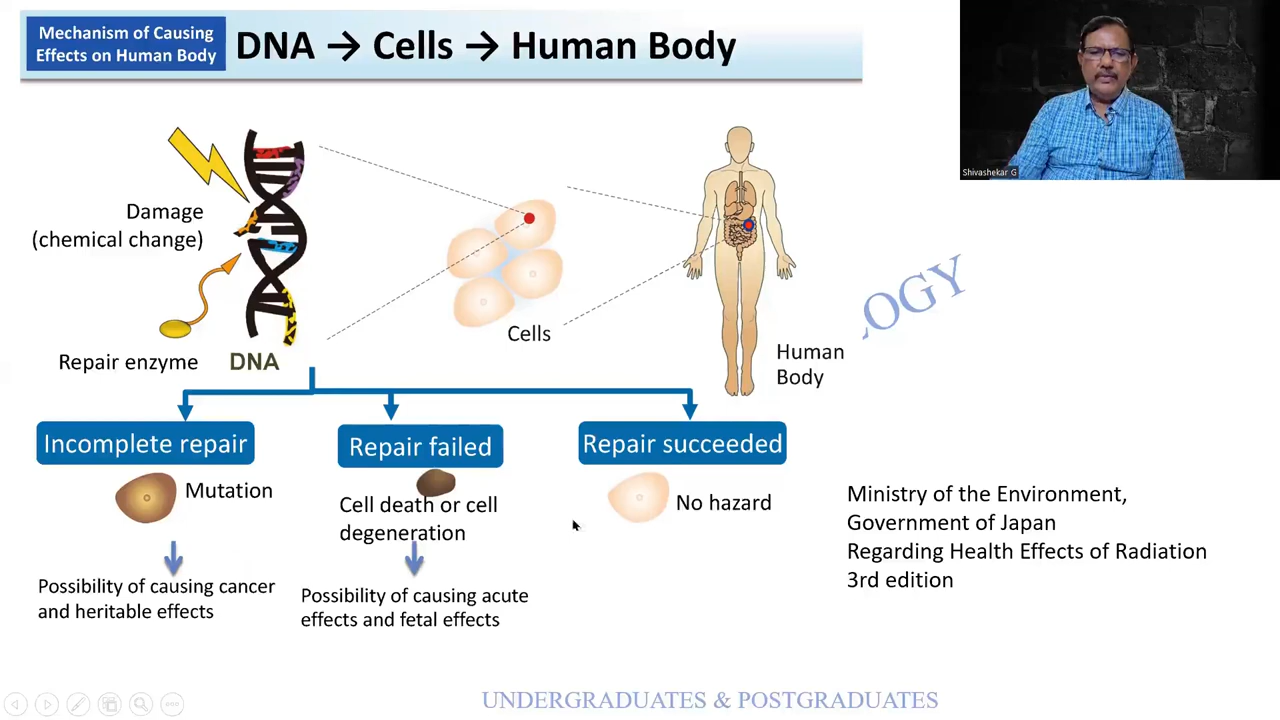 Mechanism of Causing
Effects on Human Body
DNA → Cells → Human Body
Shivashekar G
Damage
(chemical change)
Repair enzyme
DNA
Cells
Human
Body
OGY
Incomplete repair
Repair failed
Repair succeeded
Mutation
Cell death or cell
degeneration
No hazard
Possibility of causing cancer
and heritable effects
Possibility of causing acute
effects and fetal effects
Ministry of the Environment,
Government of Japan
Regarding Health Effects of Radiation
3rd edition
UNDERGRADUATES & POSTGRADUATES